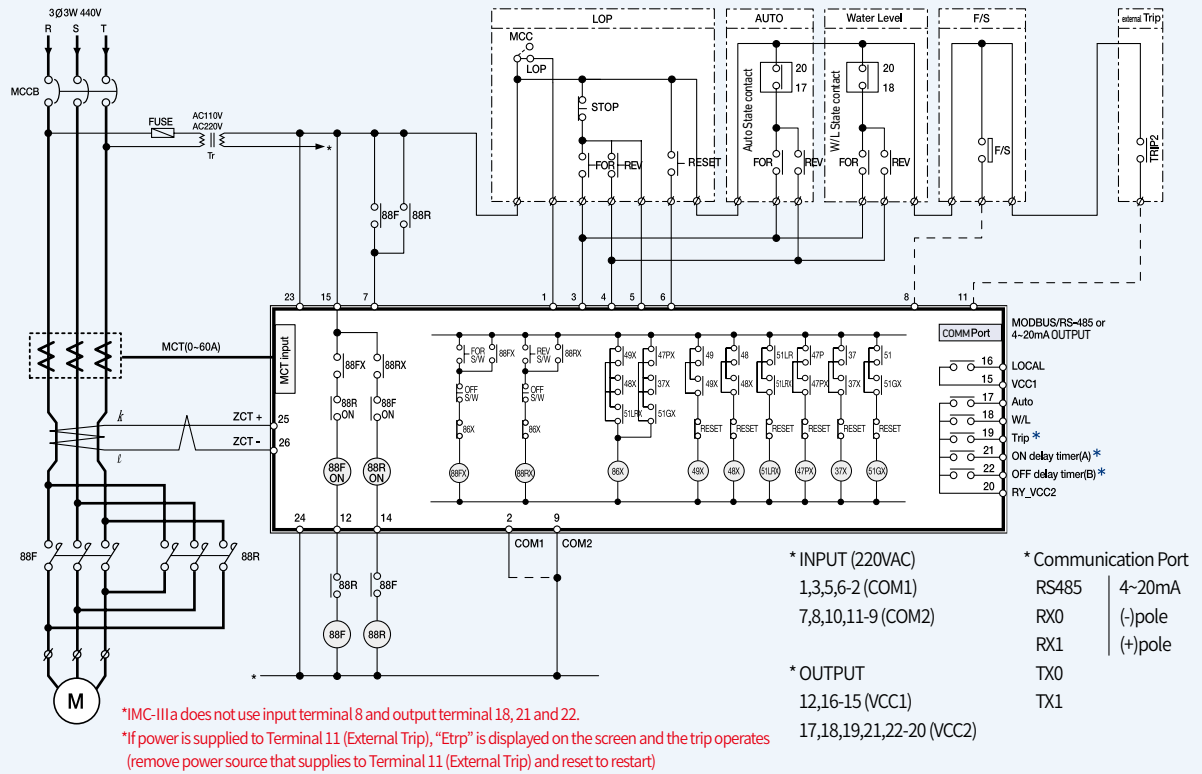 3Ø3W 440V
R S T
MCCB
FUSE
AC110V
AC220V
Tr
*
88F 88R
LOP
MCC
LOP
STOP
FOR REV
RESET
AUTO
Auto State contact
20
17
FOR REV
Water Level
W/L State contact
20
18
FOR REV
F/S
F/S
external Trip
TRIP2
23 15 7 1 3 4 5 6 8 11
MCT(0~60A)
MCT input
88FX 88RX
88R ON
88F ON
88F ON
88R ON
FOR S/W
88FX
OFF S/W
86X
88FX
REV S/W
88RX
OFF S/W
86X
88RX
49X 47PX
48X 37X
51LRX 51GX
86X
49 48 51LR 47P 37 51
49X 48X 51LRX 47PX 37X 51GX
RESET RESET RESET RESET RESET RESET
49X 48X 51LRX 47PX 37X 51GX
COMM Port
MODBUS/RS-485 or
4~20mA OUTPUT
16 LOCAL
15 VCC1
17 Auto
18 W/L
19 Trip *
21 ON delay timer(A) *
22 OFF delay timer(B) *
20 RY_VCC2
k
ZCT +
25
ZCT -
26
ℓ
24 12 14 2 9
COM1 COM2
88F 88R
88R 88F
88F 88R
*
M
* INPUT (220VAC)
1,3,5,6-2 (COM1)
7,8,10,11-9 (COM2)
* OUTPUT
12,16-15 (VCC1)
17,18,19,21,22-20 (VCC2)
* Communication Port
RS485 4~20mA
RX0 (-)pole
RX1 (+)pole
TX0
TX1
*IMC-IIIa does not use input terminal 8 and output terminal 18, 21 and 22.
*If power is supplied to Terminal 11 (External Trip), “Etrp” is displayed on the screen and the trip operates
(remove power source that supplies to Terminal 11 (External Trip) and reset to restart)